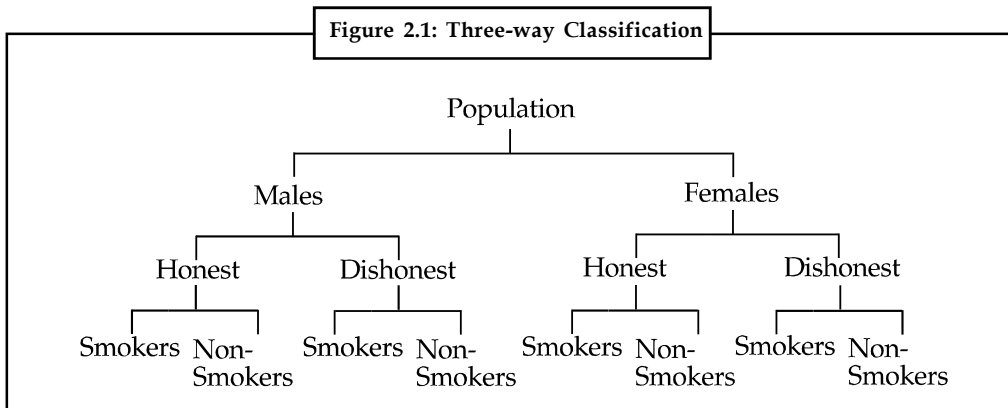 Figure 2.1: Three-way Classification
Population
Males Females
Honest Dishonest Honest Dishonest
Smokers Non-Smokers Smokers Non-Smokers Smokers Non-Smokers Smokers Non-Smokers